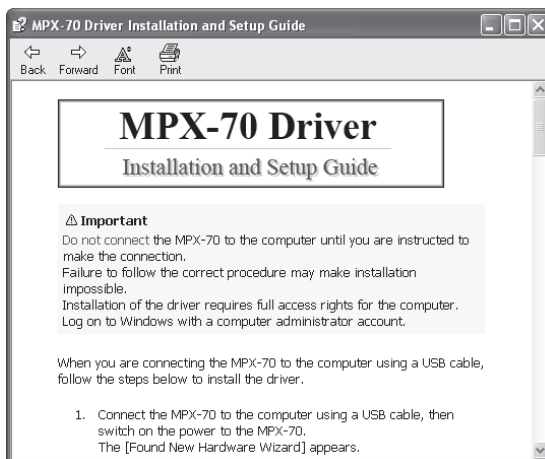 MPX-70 Driver Installation and Setup Guide
Back Forward Font Print
MPX-70 Driver
Installation and Setup Guide
⚠ Important
Do not connect the MPX-70 to the computer until you are instructed to
make the connection.
Failure to follow the correct procedure may make installation
impossible.
Installation of the driver requires full access rights for the computer.
Log on to Windows with a computer administrator account.
When you are connecting the MPX-70 to the computer using a USB cable,
follow the steps below to install the driver.
1. Connect the MPX-70 to the computer using a USB cable, then
switch on the power to the MPX-70.
The [Found New Hardware Wizard] appears.